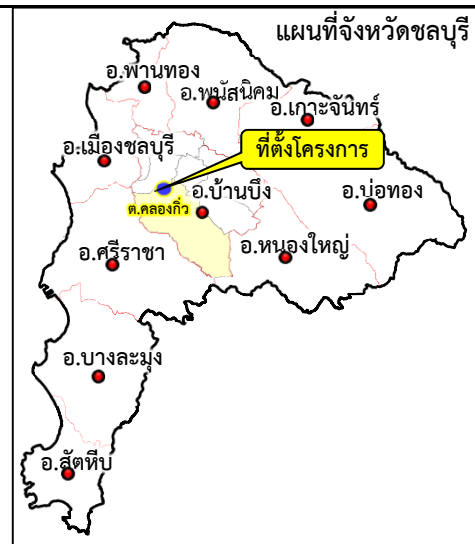 แผนที่จังหวัดชลบุรี
อ.พานทอง
อ.พนัสนิคม
อ.เกาะจันทร์
อ.เมืองชลบุรี
ที่ตั้งโครงการ
อ.บ้านบึง
อ.บ่อทอง
ต.คลองกิ่ว
อ.ศรีราชา
อ.หนองใหญ่
อ.บางละมุง
อ.สัตหีบ